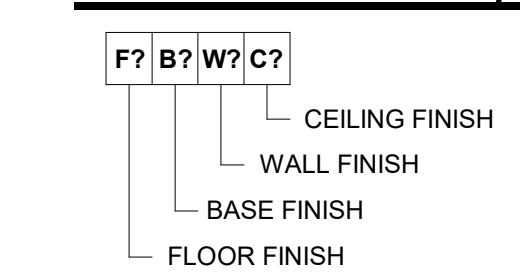 F? B? W? C?
CEILING FINISH
WALL FINISH
BASE FINISH
FLOOR FINISH